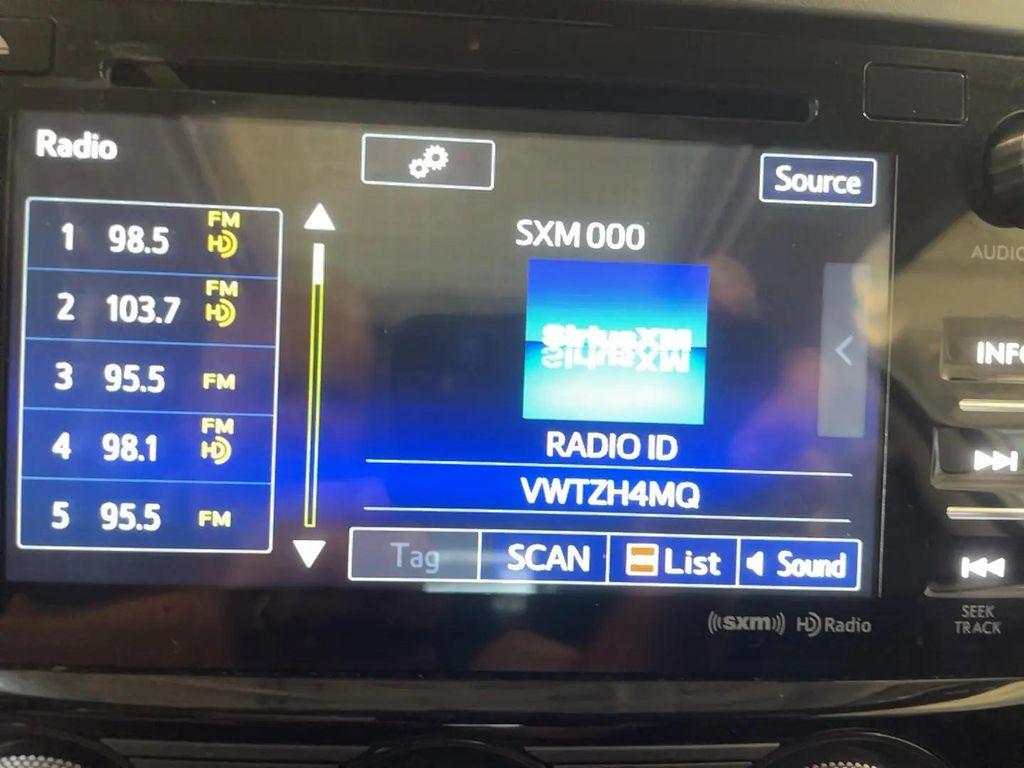 Radio
Source
1 98.5 FM HD
2 103.7 FM HD
3 95.5 FM
4 98.1 FM HD
5 95.5 FM
SXM 000
SiriusXM
RADIO ID
VWTZH4MQ
Tag SCAN List Sound
((sxm)) HD Radio
AUDIO
INFO
SEEK
TRACK